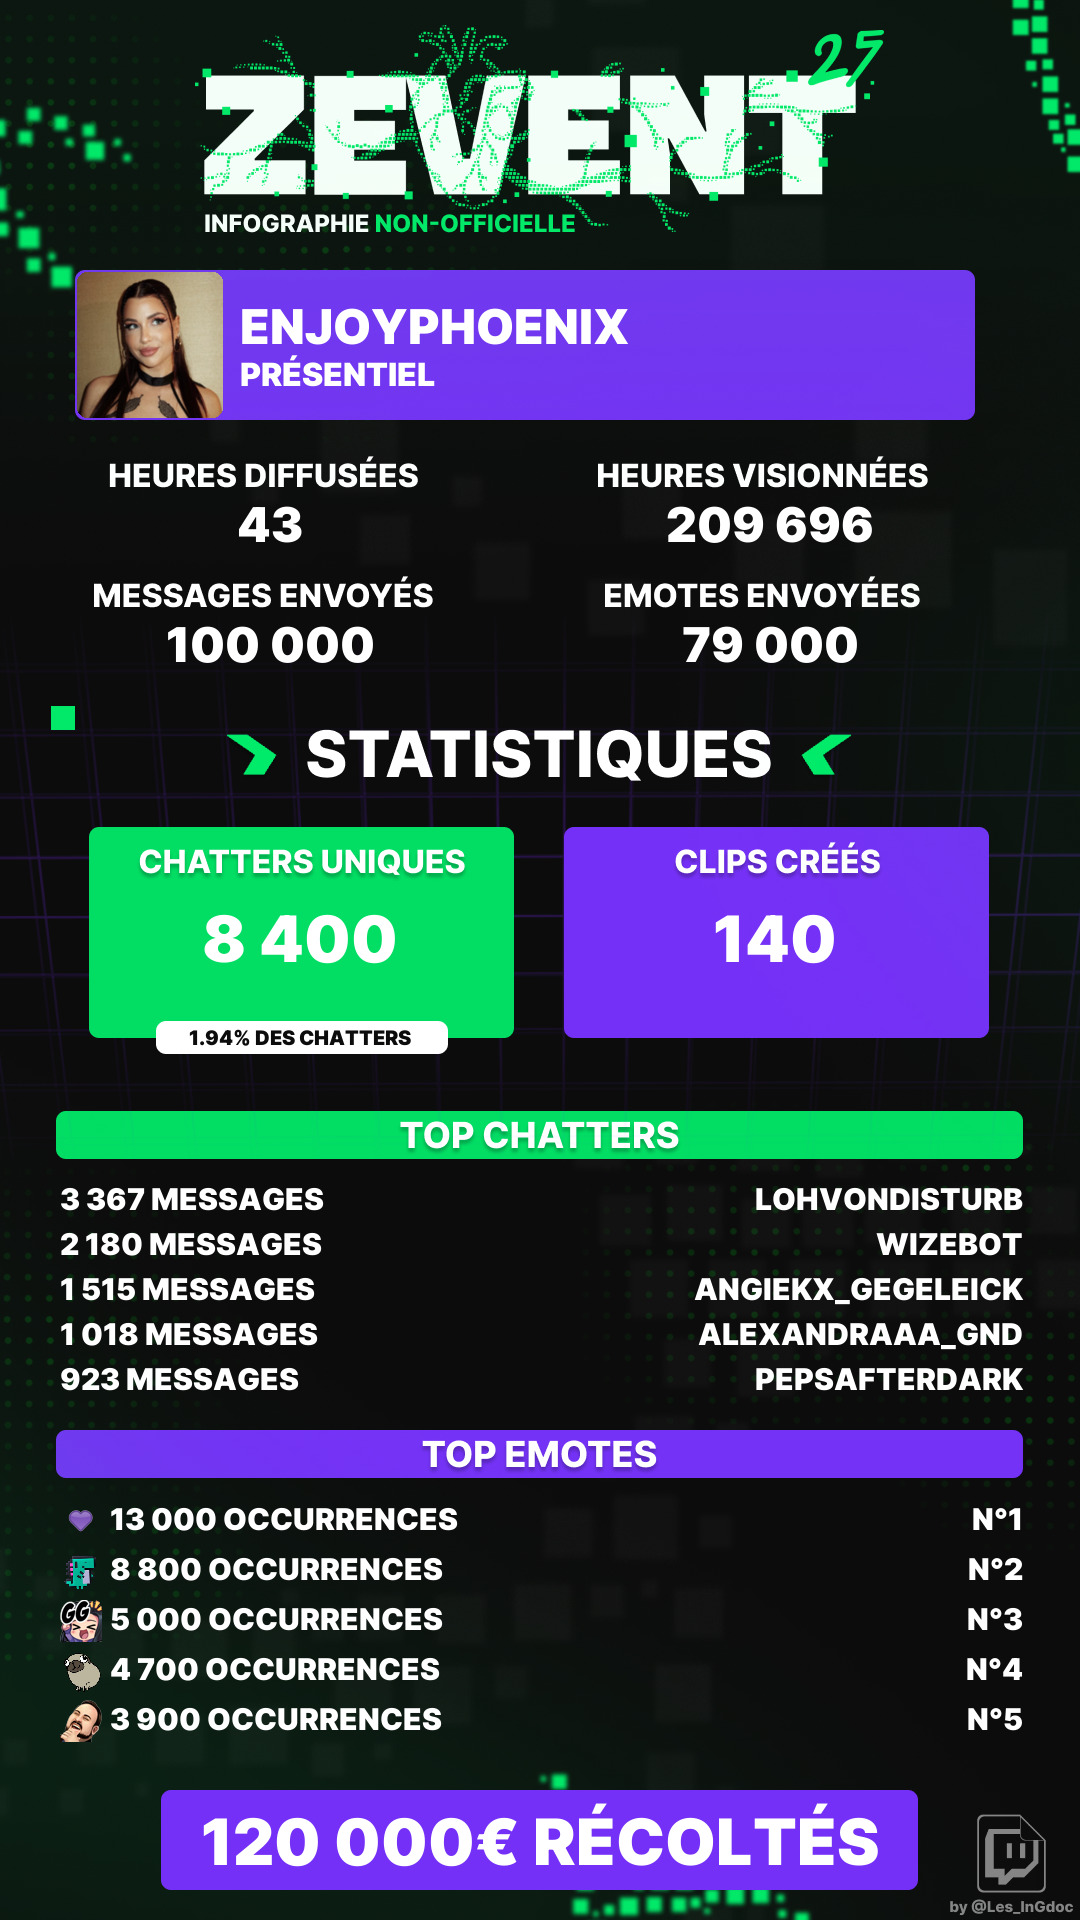 ZEVENT 25
INFOGRAPHIE NON-OFFICIELLE
ENJOYPHOENIX
PRÉSENTIEL
HEURES DIFFUSÉES
43
HEURES VISIONNÉES
209 696
MESSAGES ENVOYÉS
100 000
EMOTES ENVOYÉES
79 000
STATISTIQUES
CHATTERS UNIQUES
8 400
1.94% DES CHATTERS
CLIPS CRÉÉS
140
TOP CHATTERS
3 367 MESSAGES LOHVONDISTURB
2 180 MESSAGES WIZEBOT
1 515 MESSAGES ANGIEKX_GEGELEICK
1 018 MESSAGES ALEXANDRAAA_GND
923 MESSAGES PEPSAFTERDARK
TOP EMOTES
13 000 OCCURRENCES N°1
8 800 OCCURRENCES N°2
GG 5 000 OCCURRENCES N°3
4 700 OCCURRENCES N°4
3 900 OCCURRENCES N°5
120 000€ RÉCOLTÉS
by @Les_InGdoc